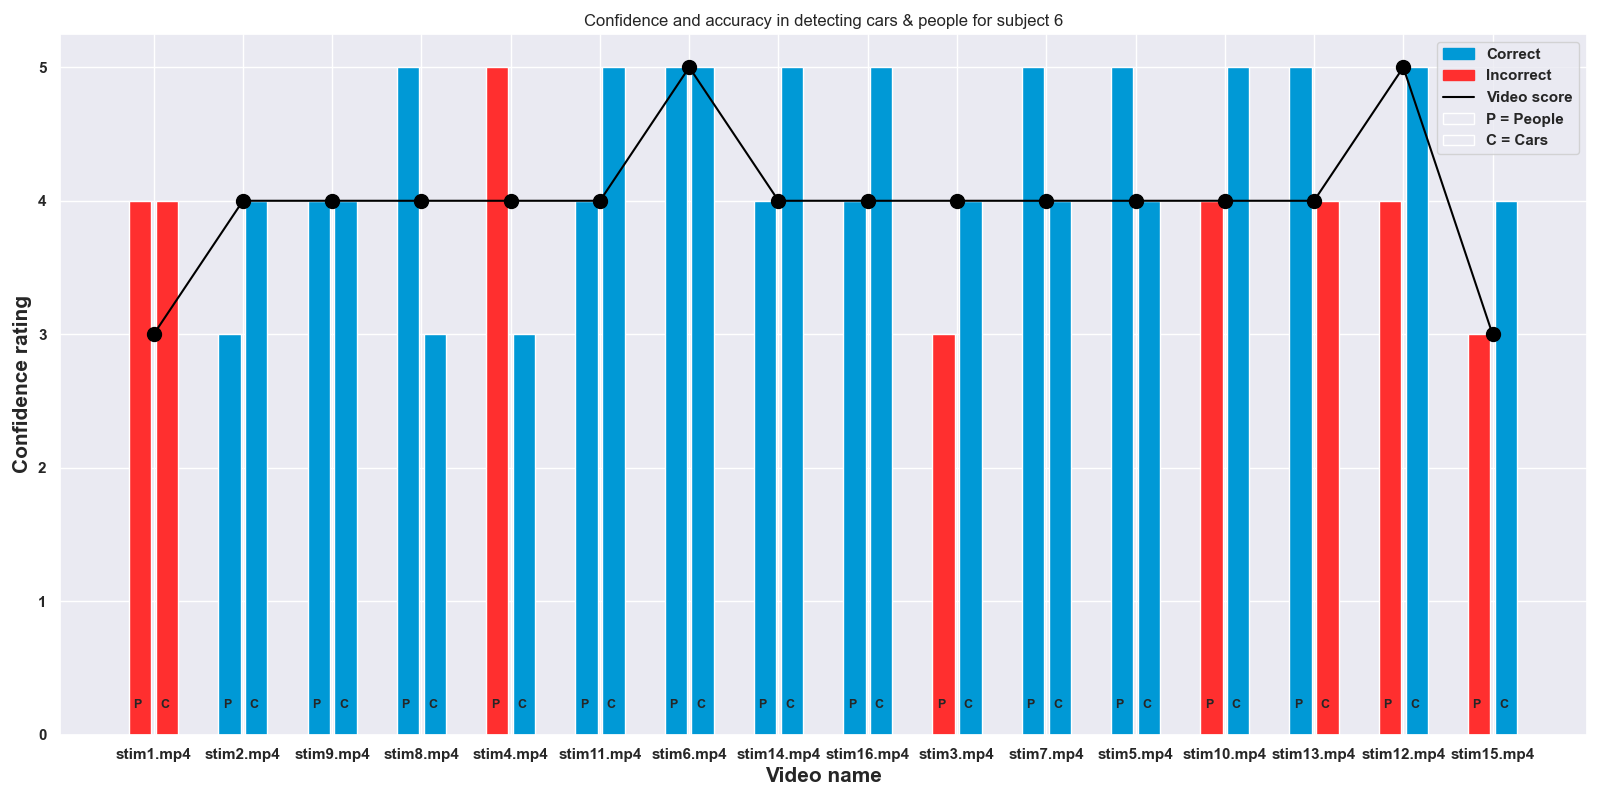 Confidence and accuracy in detecting cars & people for subject 6
Correct
Incorrect
Video score
P = People
C = Cars
Confidence rating
5
4
3
2
1
0
P C P C P C P C P C P C P C P C P C P C P C P C P C P C P C P C
stim1.mp4 stim2.mp4 stim9.mp4 stim8.mp4 stim4.mp4 stim11.mp4 stim6.mp4 stim14.mp4 stim16.mp4 stim3.mp4 stim7.mp4 stim5.mp4 stim10.mp4 stim13.mp4 stim12.mp4 stim15.mp4
Video name